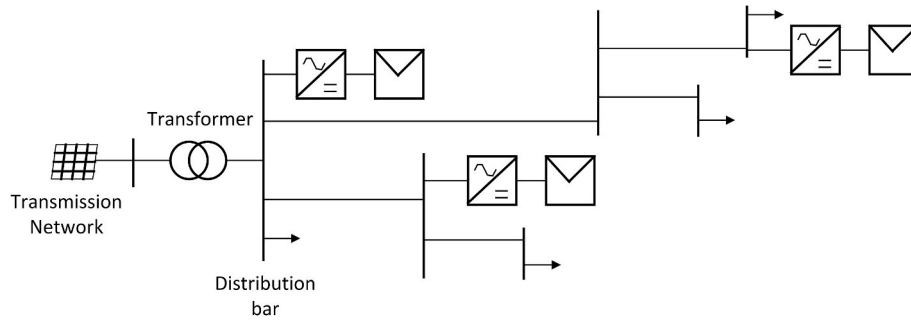 Transformer
Transmission
Network
Distribution
bar